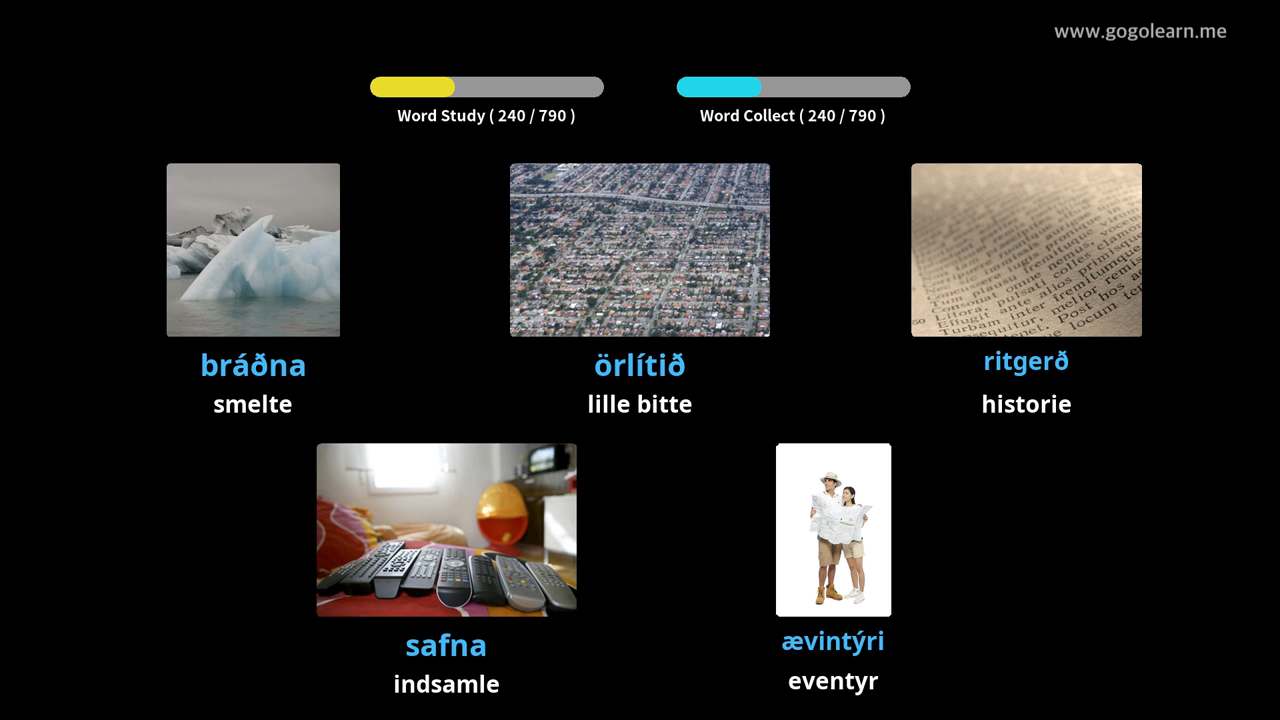 www.gogolearn.me
Word Study ( 240 / 790 )
Word Collect ( 240 / 790 )
bráðna
örlítið
ritgerð
smelte
lille bitte
historie
safna
ævintýri
indsamle
eventyr